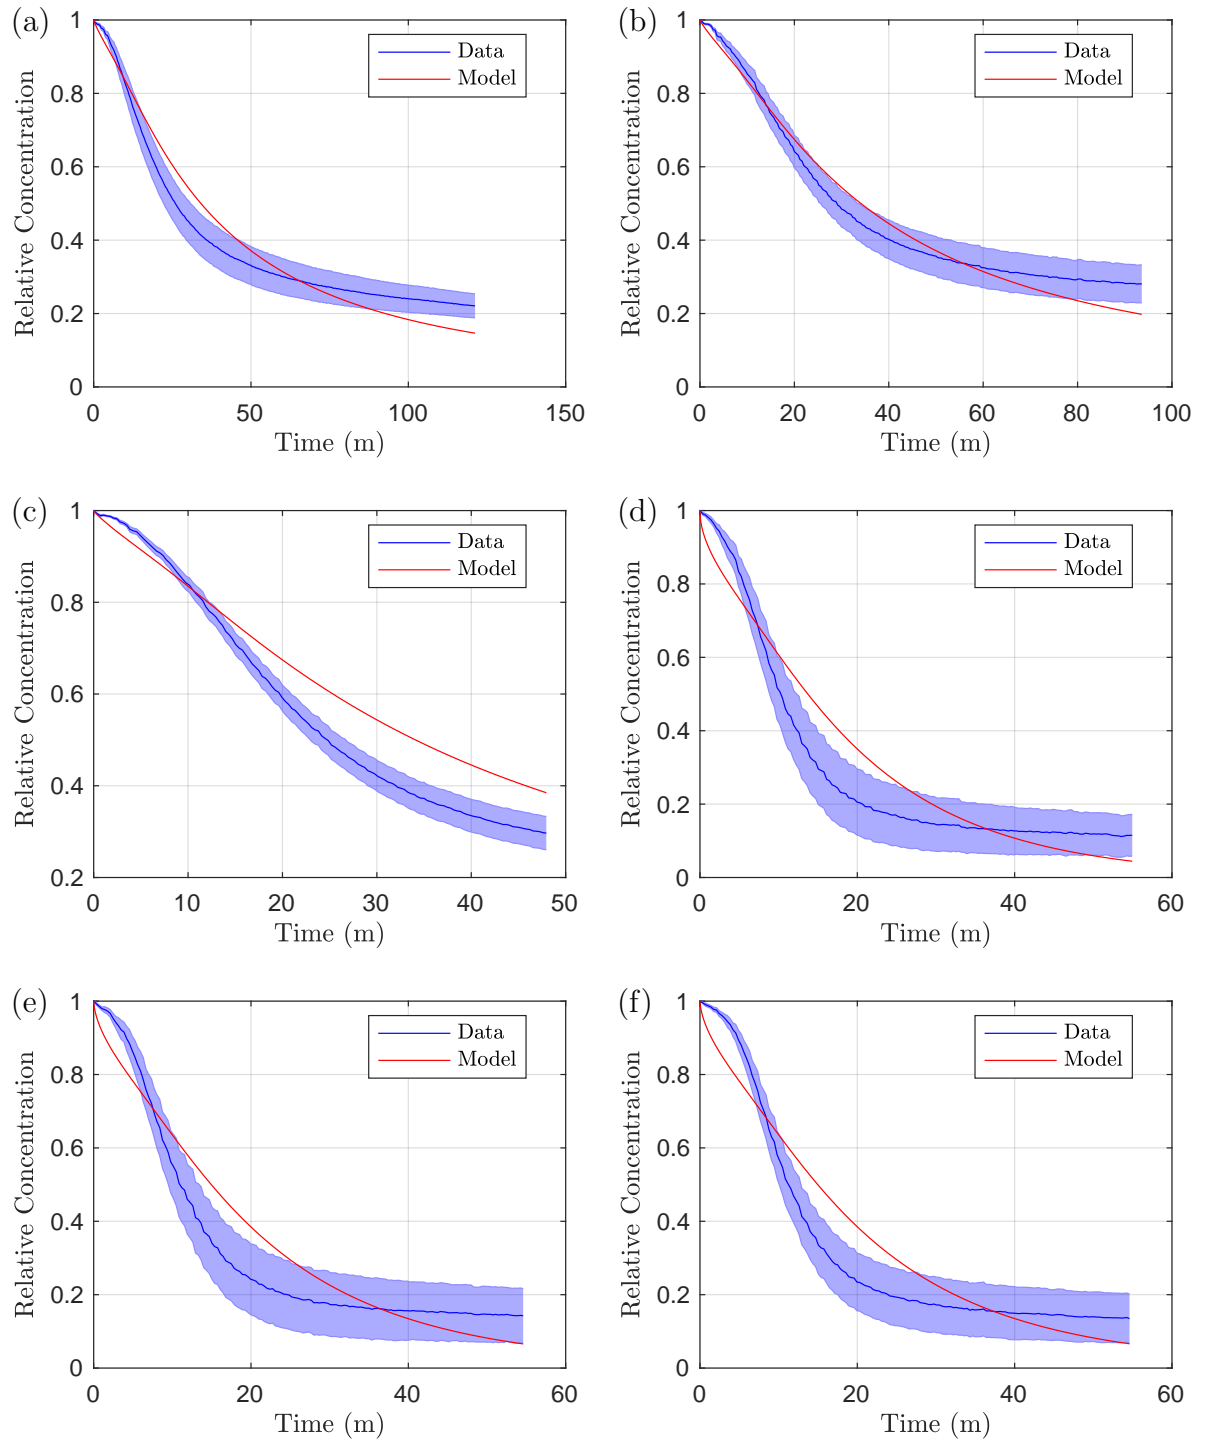 (a)
1
0.8
0.6
0.4
0.2
0
Relative Concentration
Data
Model
0 50 100 150
Time (m)
(b)
1
0.8
0.6
0.4
0.2
0
Relative Concentration
Data
Model
0 20 40 60 80 100
Time (m)
(c)
1
0.8
0.6
0.4
0.2
Relative Concentration
Data
Model
0 10 20 30 40 50
Time (m)
(d)
1
0.8
0.6
0.4
0.2
0
Relative Concentration
Data
Model
0 20 40 60
Time (m)
(e)
1
0.8
0.6
0.4
0.2
0
Relative Concentration
Data
Model
0 20 40 60
Time (m)
(f)
1
0.8
0.6
0.4
0.2
0
Relative Concentration
Data
Model
0 20 40 60
Time (m)